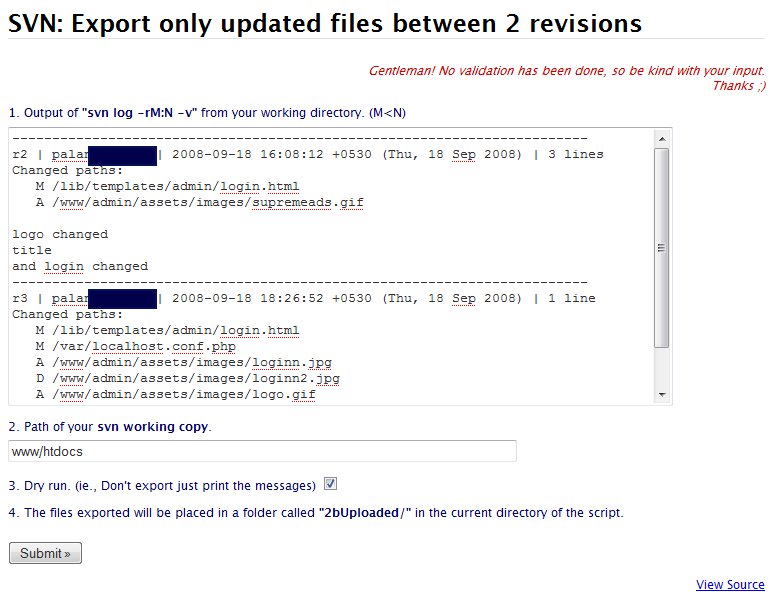 SVN: Export only updated files between 2 revisions
Gentleman! No validation has been done, so be kind with your input.
Thanks ;)
1. Output of "svn log -rM:N -v" from your working directory. (M<N)
------------------------------------------------------------------------
r2 | palan | 2008-09-18 16:08:12 +0530 (Thu, 18 Sep 2008) | 3 lines
Changed paths:
M /lib/templates/admin/login.html
A /www/admin/assets/images/supremeads.gif
logo changed
title
and login changed
------------------------------------------------------------------------
r3 | palan | 2008-09-18 18:26:52 +0530 (Thu, 18 Sep 2008) | 1 line
Changed paths:
M /lib/templates/admin/login.html
M /var/localhost.conf.php
A /www/admin/assets/images/loginn.jpg
D /www/admin/assets/images/loginn2.jpg
A /www/admin/assets/images/logo.gif
2. Path of your svn working copy.
www/htdocs
3. Dry run. (ie., Don't export just print the messages)
4. The files exported will be placed in a folder called "2bUploaded/" in the current directory of the script.
Submit »
View Source